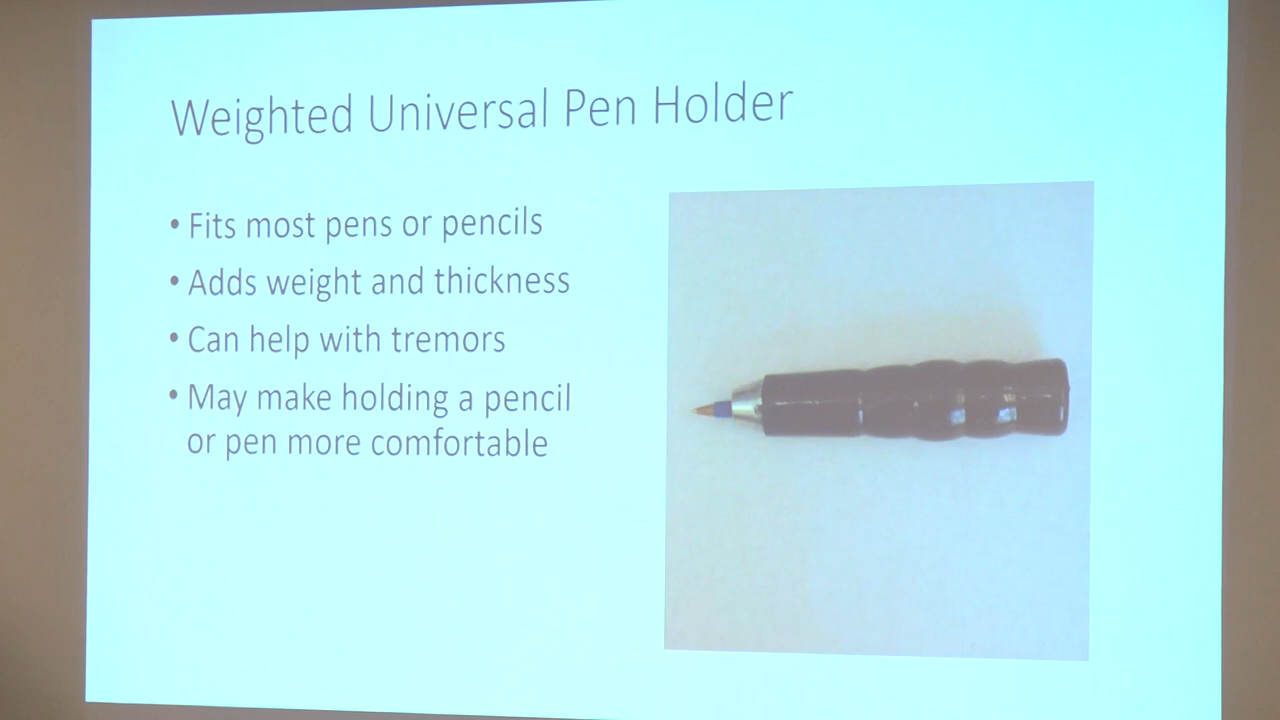 Weighted Universal Pen Holder
• Fits most pens or pencils
• Adds weight and thickness
• Can help with tremors
• May make holding a pencil
or pen more comfortable